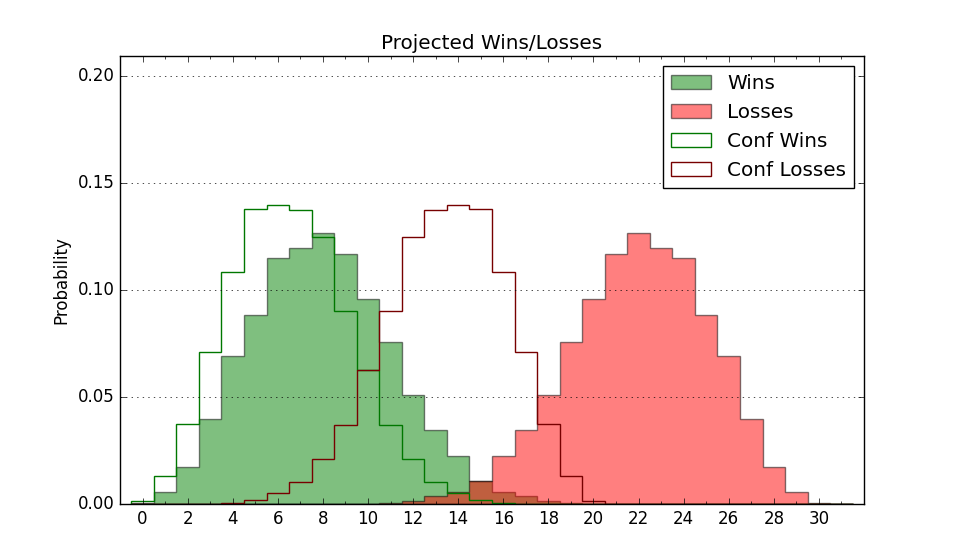 Projected Wins/Losses
0.20
0.15
0.10
0.05
0.00
Probability
Wins
Losses
Conf Wins
Conf Losses
0 2 4 6 8 10 12 14 16 18 20 22 24 26 28 30